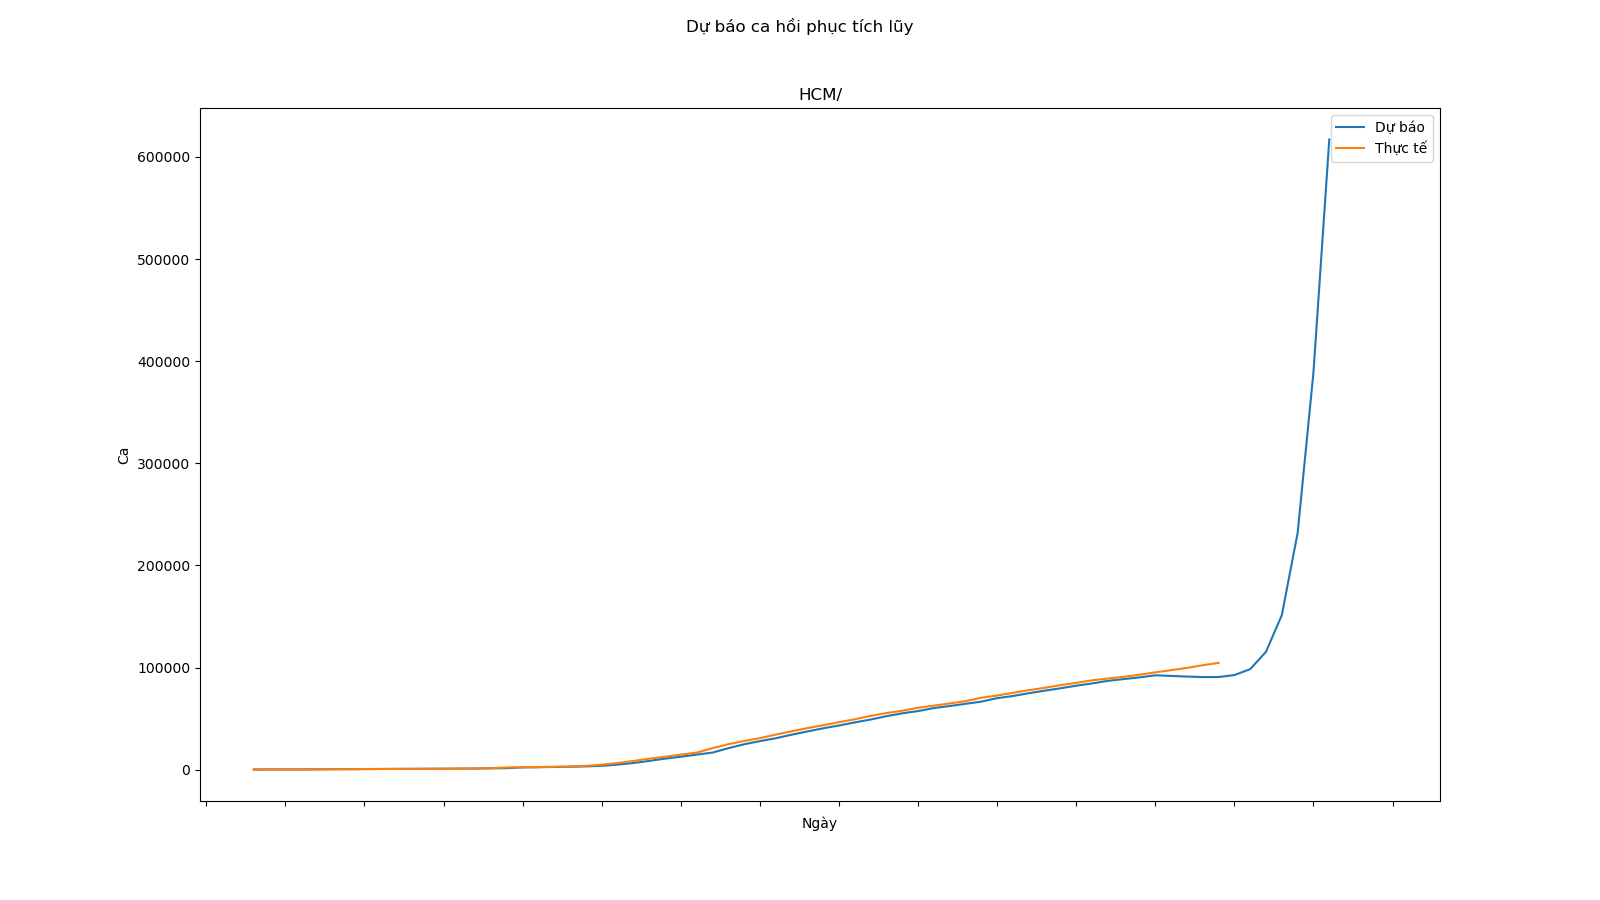 Dự báo ca hồi phục tích lũy
HCM/
Dự báo
Thực tế
600000
500000
400000
300000
200000
100000
0
Ca
Ngày